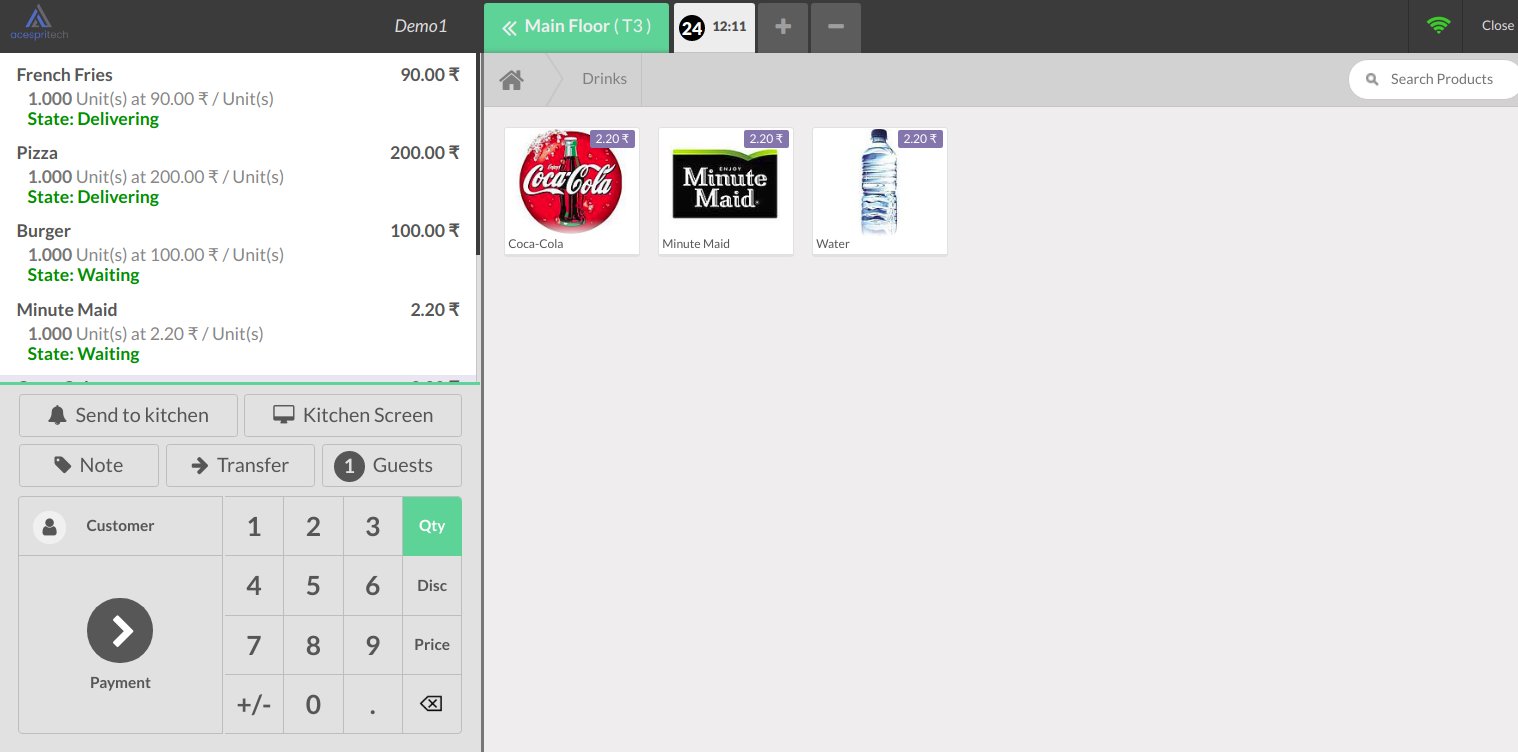 acespritech
Demo1
Main Floor ( T3 )
24 12:11
Close
French Fries 90.00 ₹
1.000 Unit(s) at 90.00 ₹ / Unit(s)
State: Delivering
Pizza 200.00 ₹
1.000 Unit(s) at 200.00 ₹ / Unit(s)
State: Delivering
Burger 100.00 ₹
1.000 Unit(s) at 100.00 ₹ / Unit(s)
State: Waiting
Minute Maid 2.20 ₹
1.000 Unit(s) at 2.20 ₹ / Unit(s)
State: Waiting
Send to kitchen
Kitchen Screen
Note
Transfer
1 Guests
Customer
Payment
1 2 3 Qty
4 5 6 Disc
7 8 9 Price
+/- 0 .
Drinks
Search Products
2.20 ₹
Enjoy
Coca-Cola
Coca-Cola
2.20 ₹
ENJOY
Minute
Maid
Minute Maid
2.20 ₹
Water